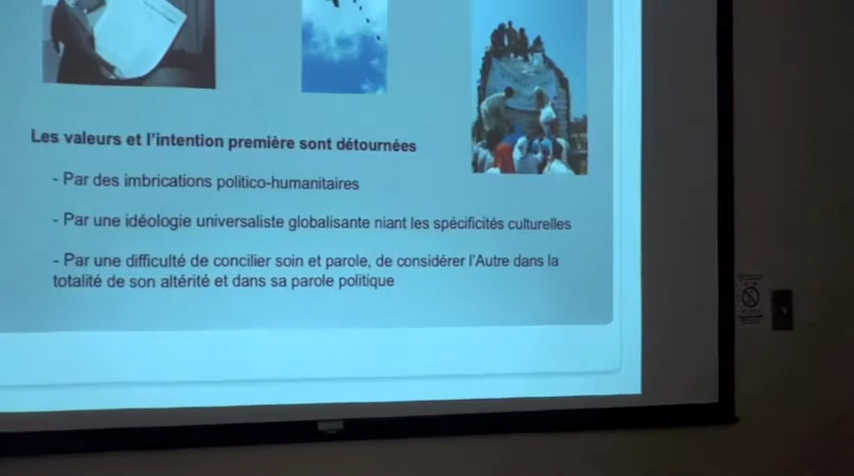 Les valeurs et l'intention première sont détournées
- Par des imbrications politico-humanitaires
- Par une idéologie universaliste globalisante niant les spécificités culturelles
- Par une difficulté de concilier soin et parole, de considérer l'Autre dans la
totalité de son altérité et dans sa parole politique